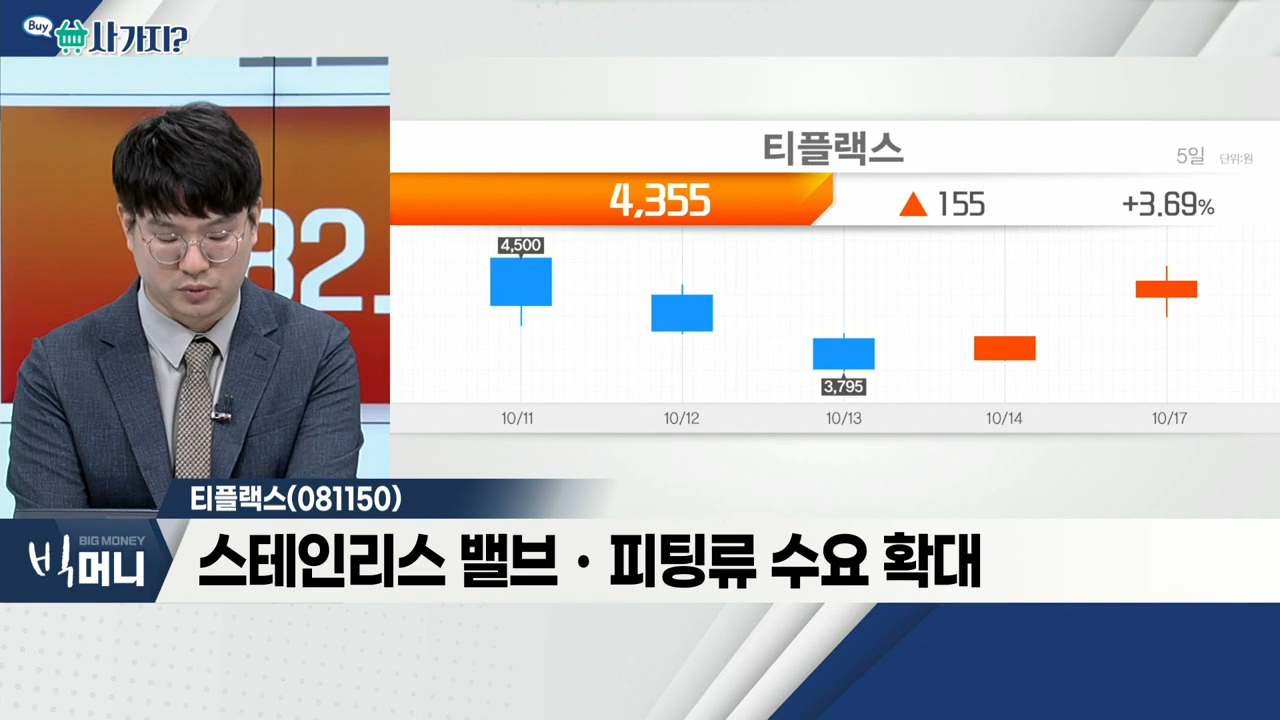 Buy 사가지?
82.
티플랙스
5일 단위:원
4,355 ▲ 155 +3.69%
4,500
3,795
10/11 10/12 10/13 10/14 10/17
티플랙스(081150)
BIG MONEY
빅머니
스테인리스 밸브 · 피팅류 수요 확대